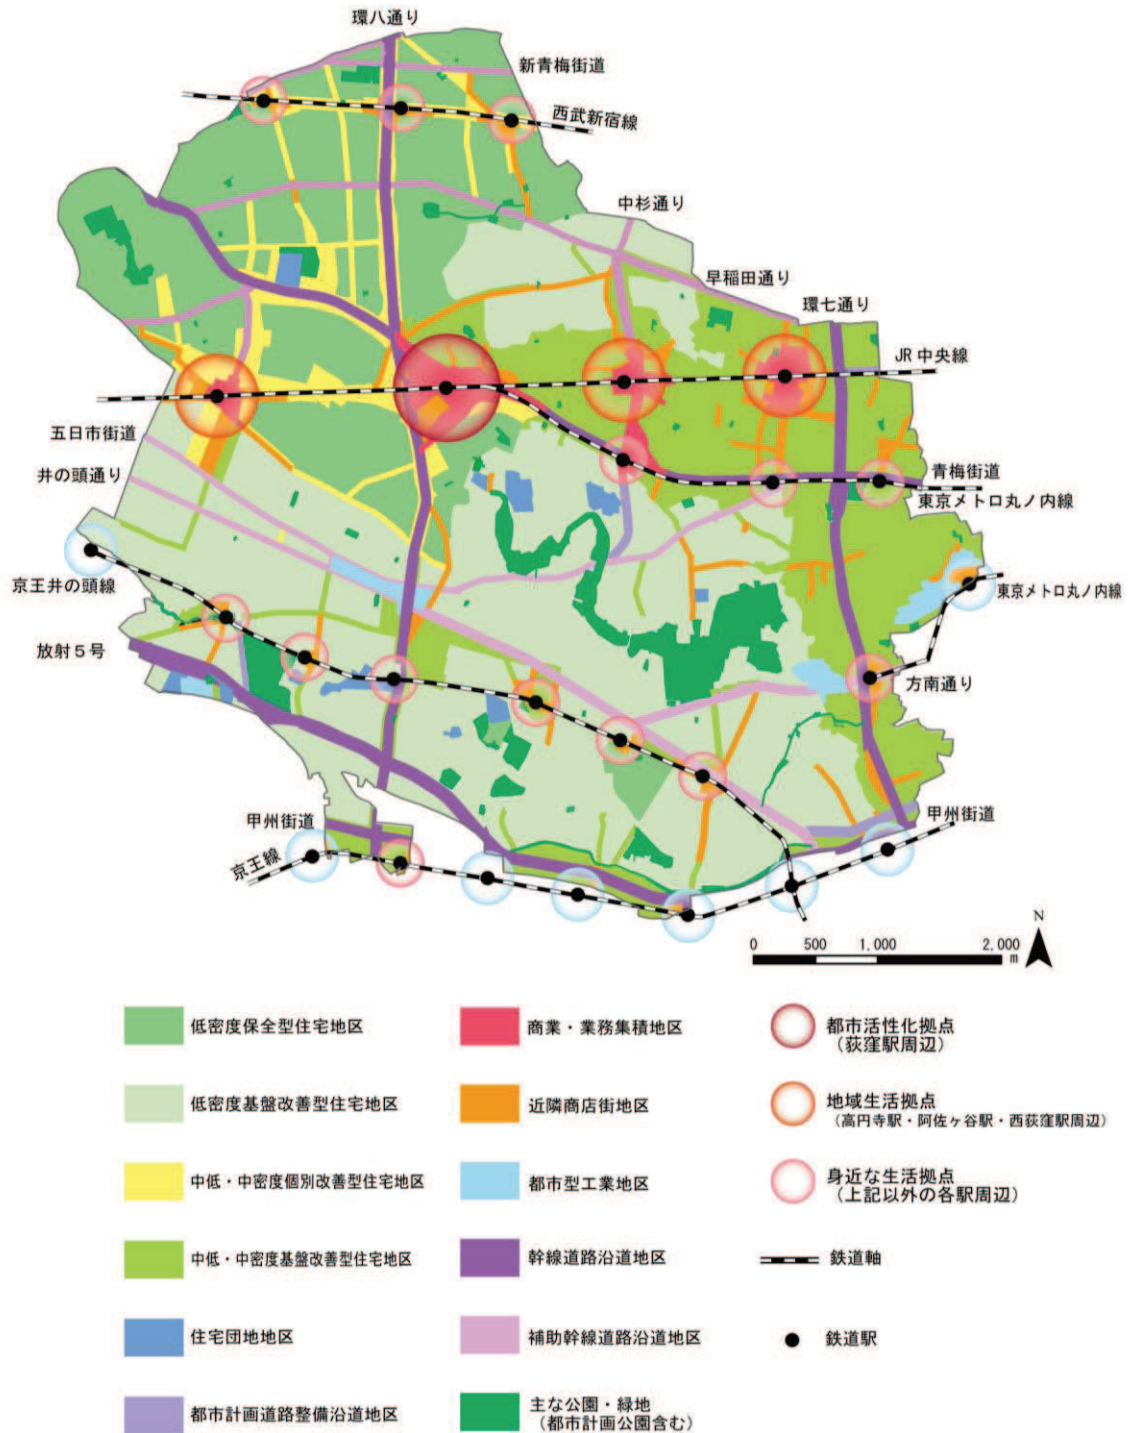 環八通り
新青梅街道
西武新宿線
中杉通り
早稲田通り
環七通り
JR中央線
五日市街道
井の頭通り
青梅街道
東京メトロ丸ノ内線
京王井の頭線
東京メトロ丸ノ内線
放射5号
方南通り
甲州街道
甲州街道
京王線
N
0 500 1,000 2,000
m
低密度保全型住宅地区
低密度基盤改善型住宅地区
中低・中密度個別改善型住宅地区
中低・中密度基盤改善型住宅地区
住宅団地地区
都市計画道路整備沿道地区
商業・業務集積地区
近隣商店街地区
都市型工業地区
幹線道路沿道地区
補助幹線道路沿道地区
主な公園・緑地
(都市計画公園含む)
都市活性化拠点
(荻窪駅周辺)
地域生活拠点
(高円寺駅・阿佐ヶ谷駅・西荻窪駅周辺)
身近な生活拠点
(上記以外の各駅周辺)
鉄道軸
鉄道駅